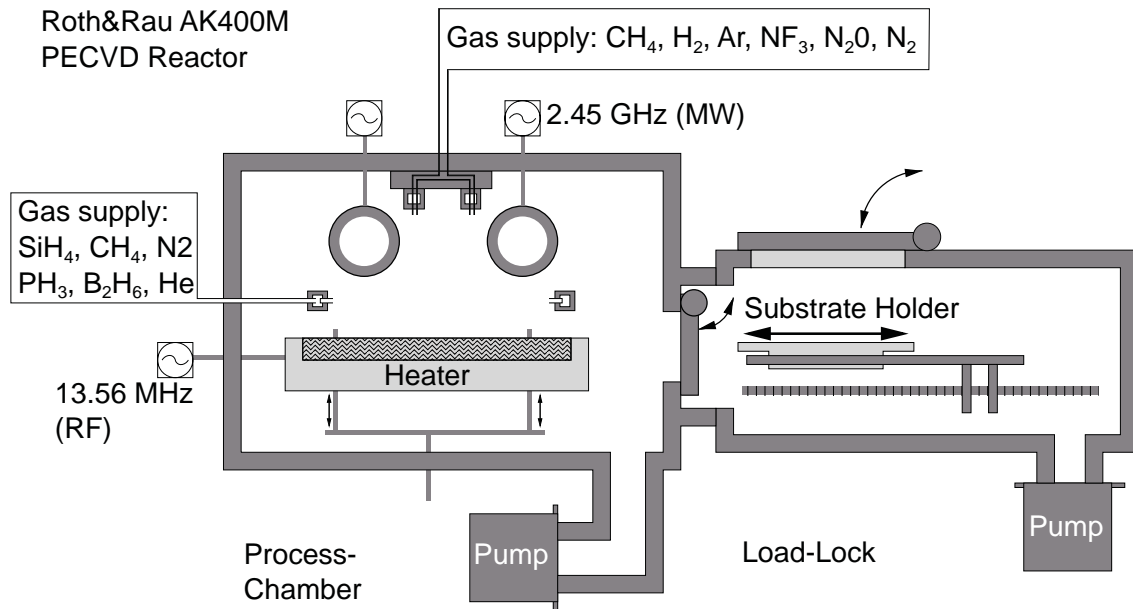 Roth&Rau AK400M
PECVD Reactor
Gas supply: CH₄, H₂, Ar, NF₃, N₂0, N₂
2.45 GHz (MW)
Gas supply:
SiH₄, CH₄, N2
PH₃, B₂H₆, He
Substrate Holder
Heater
13.56 MHz
(RF)
Pump
Pump
Process-
Chamber
Load-Lock